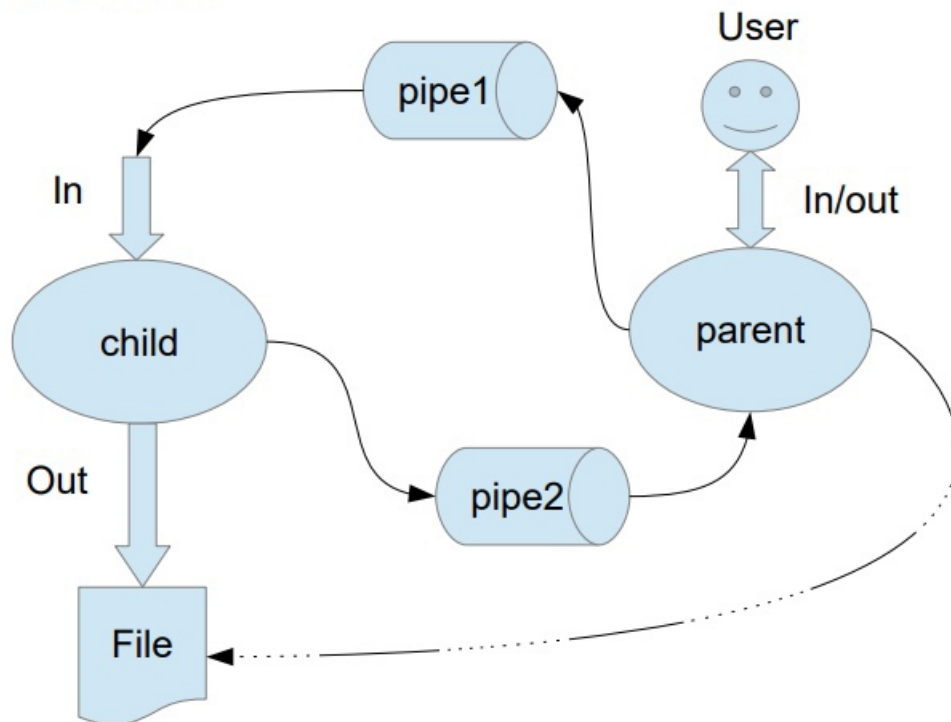 User
pipe1
In
In/out
child
parent
Out
pipe2
File